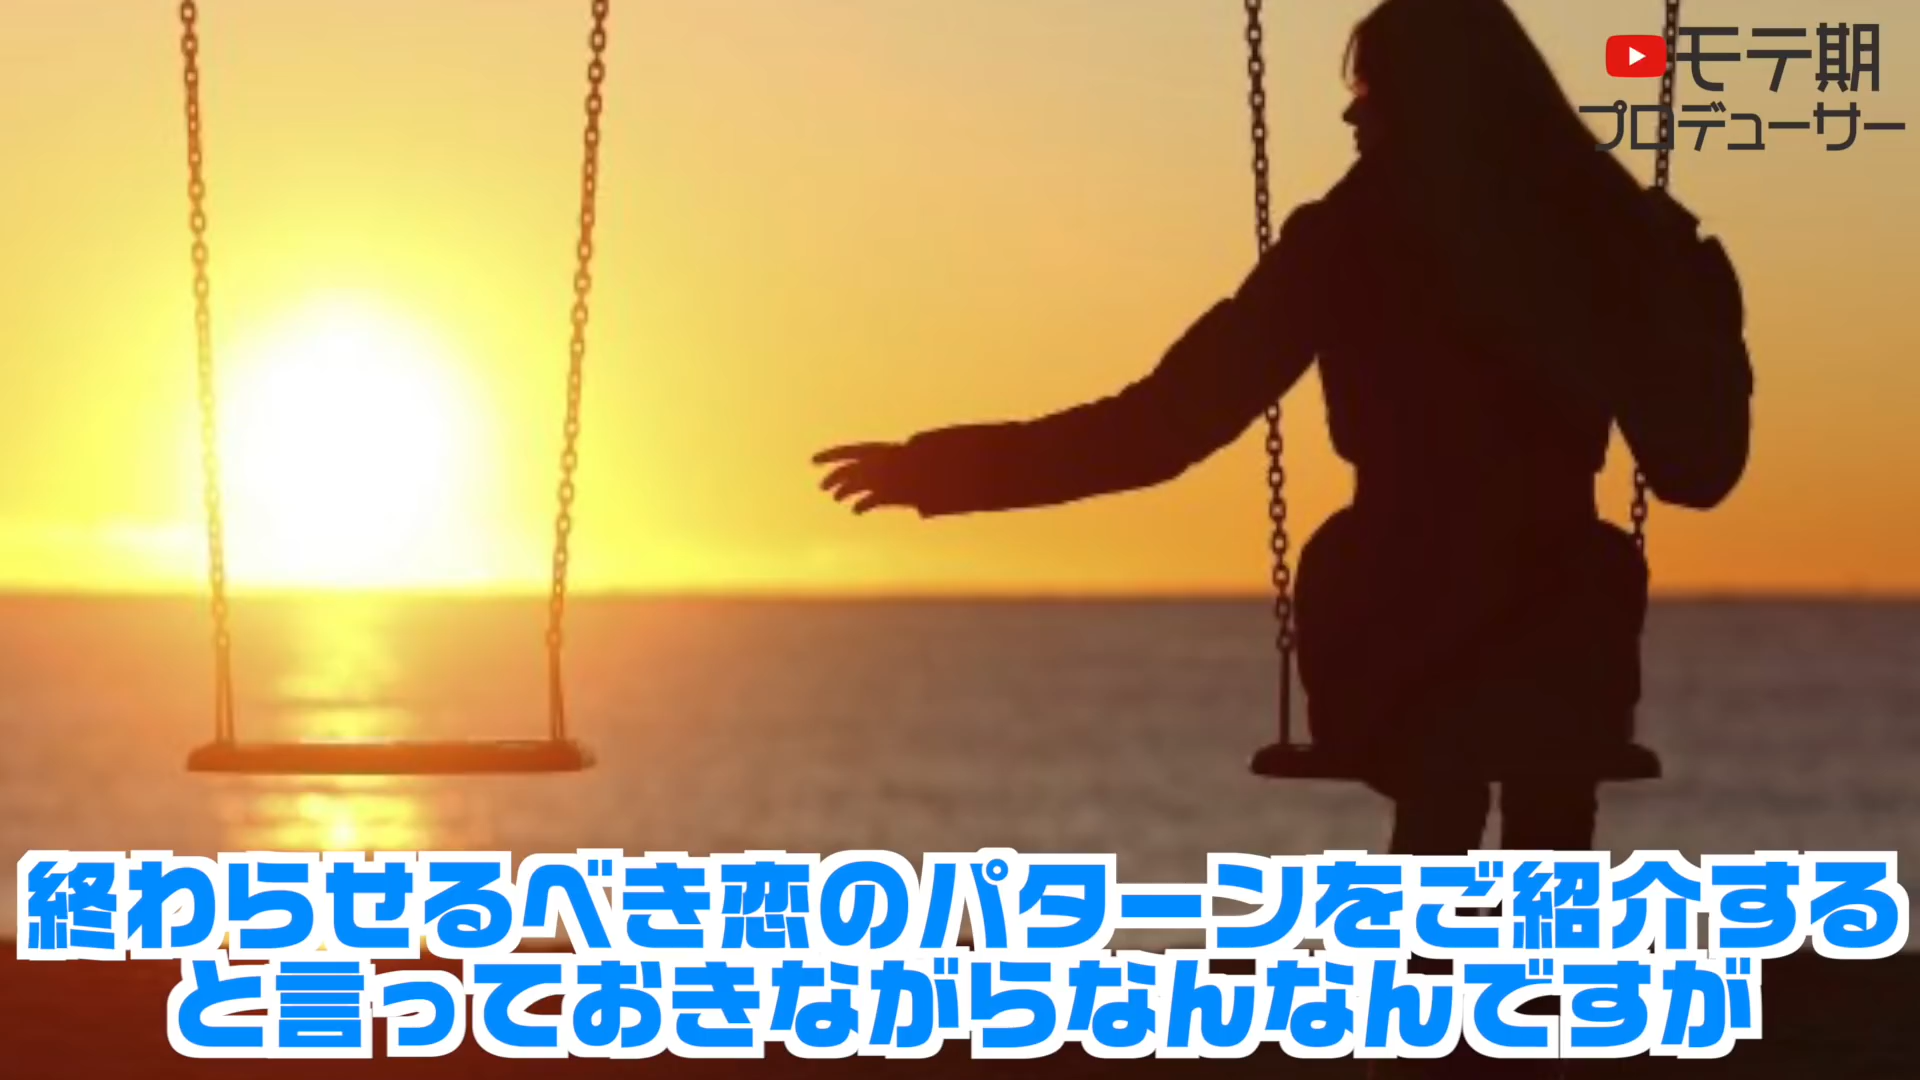 モテ期
プロデューサー
終わらせるべき恋のパターンをご紹介する
と言っておきながらなんなんですが